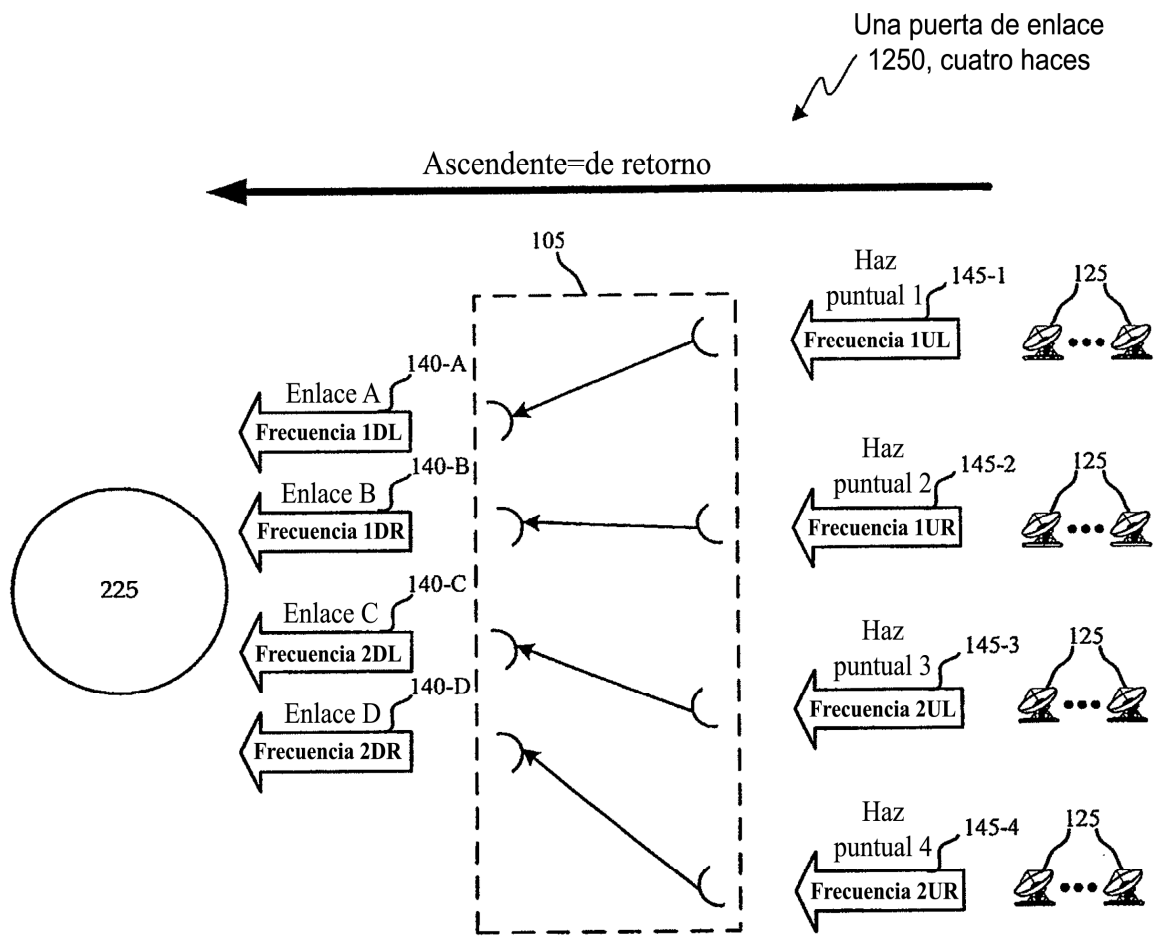 Una puerta de enlace
1250, cuatro haces
Ascendente=de retorno
105
Haz
puntual 1
145-1
125
Frecuencia 1UL
140-A
Enlace A
Frecuencia 1DL
140-B
Enlace B
Frecuencia 1DR
Haz
puntual 2
145-2
125
Frecuencia 1UR
225
140-C
Enlace C
Frecuencia 2DL
Haz
puntual 3
145-3
125
Frecuencia 2UL
140-D
Enlace D
Frecuencia 2DR
Haz
puntual 4
145-4
125
Frecuencia 2UR